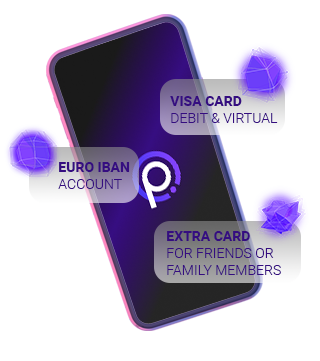 VISA CARD
DEBIT & VIRTUAL
EURO IBAN
ACCOUNT
EXTRA CARD
FOR FRIENDS OR
FAMILY MEMBERS